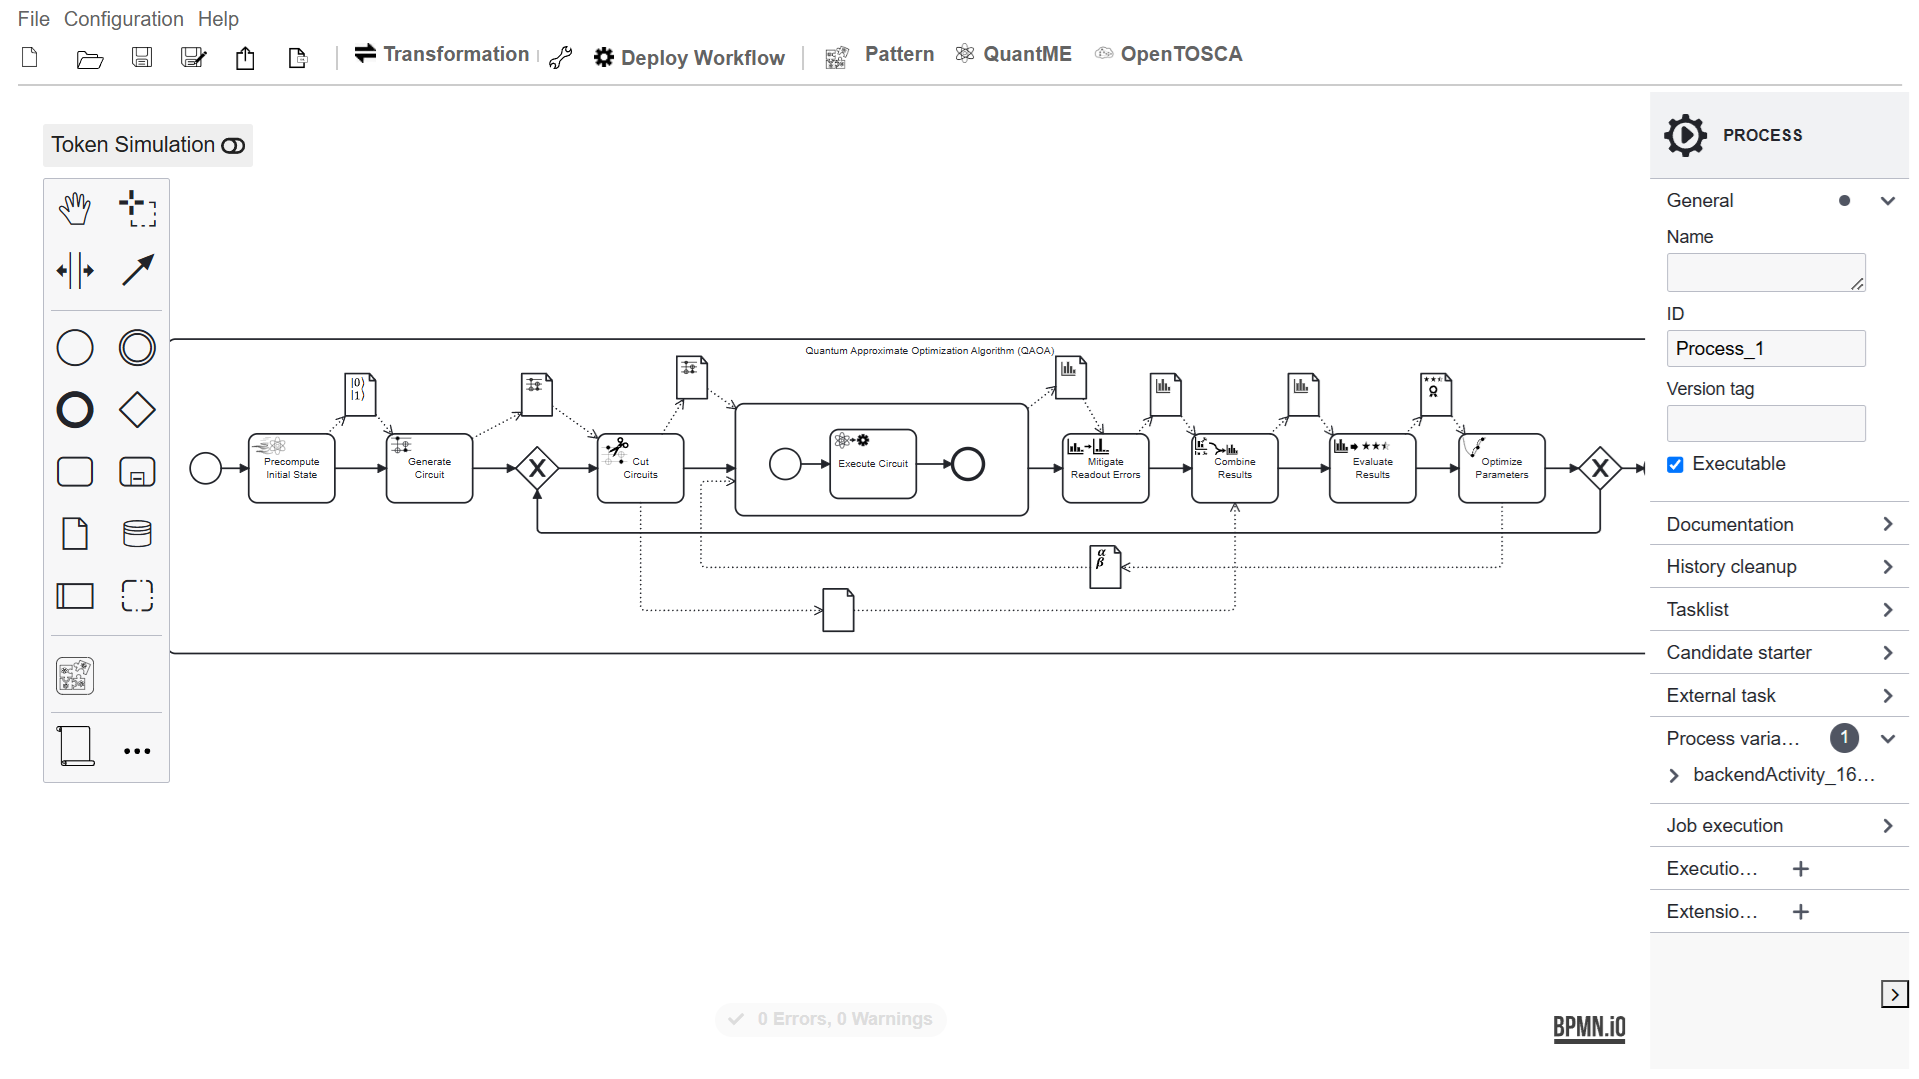 File Configuration Help
Transformation Deploy Workflow Pattern QuantME OpenTOSCA
Token Simulation
PROCESS
General
Name
ID
Process_1
Version tag
Executable
Documentation
History cleanup
Tasklist
Candidate starter
External task
Process varia... 1
backendActivity_16...
Job execution
Executio...
Extensio...
Quantum Approximate Optimization Algorithm (QAOA)
|0⟩
|1⟩
Precompute
Initial State
Generate
Circuit
X
Cut
Circuits
Execute Circuit
Mitigate
Readout Errors
Combine
Results
Evaluate
Results
Optimize
Parameters
X
α
β
0 Errors, 0 Warnings
BPMN.iO